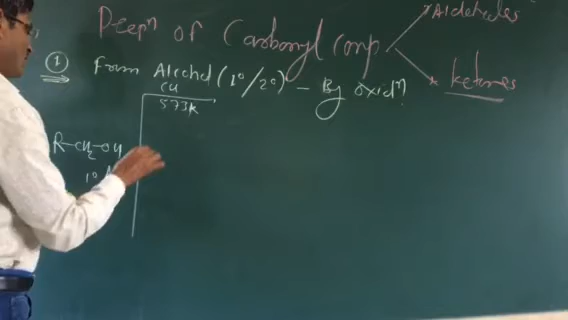 Prepⁿ of Carbonyl comp
Aldehydes
Ketones
① From Alcohol (1°/2°) – By oxidⁿ
Cu
573K
R–CH₂–OH
1°